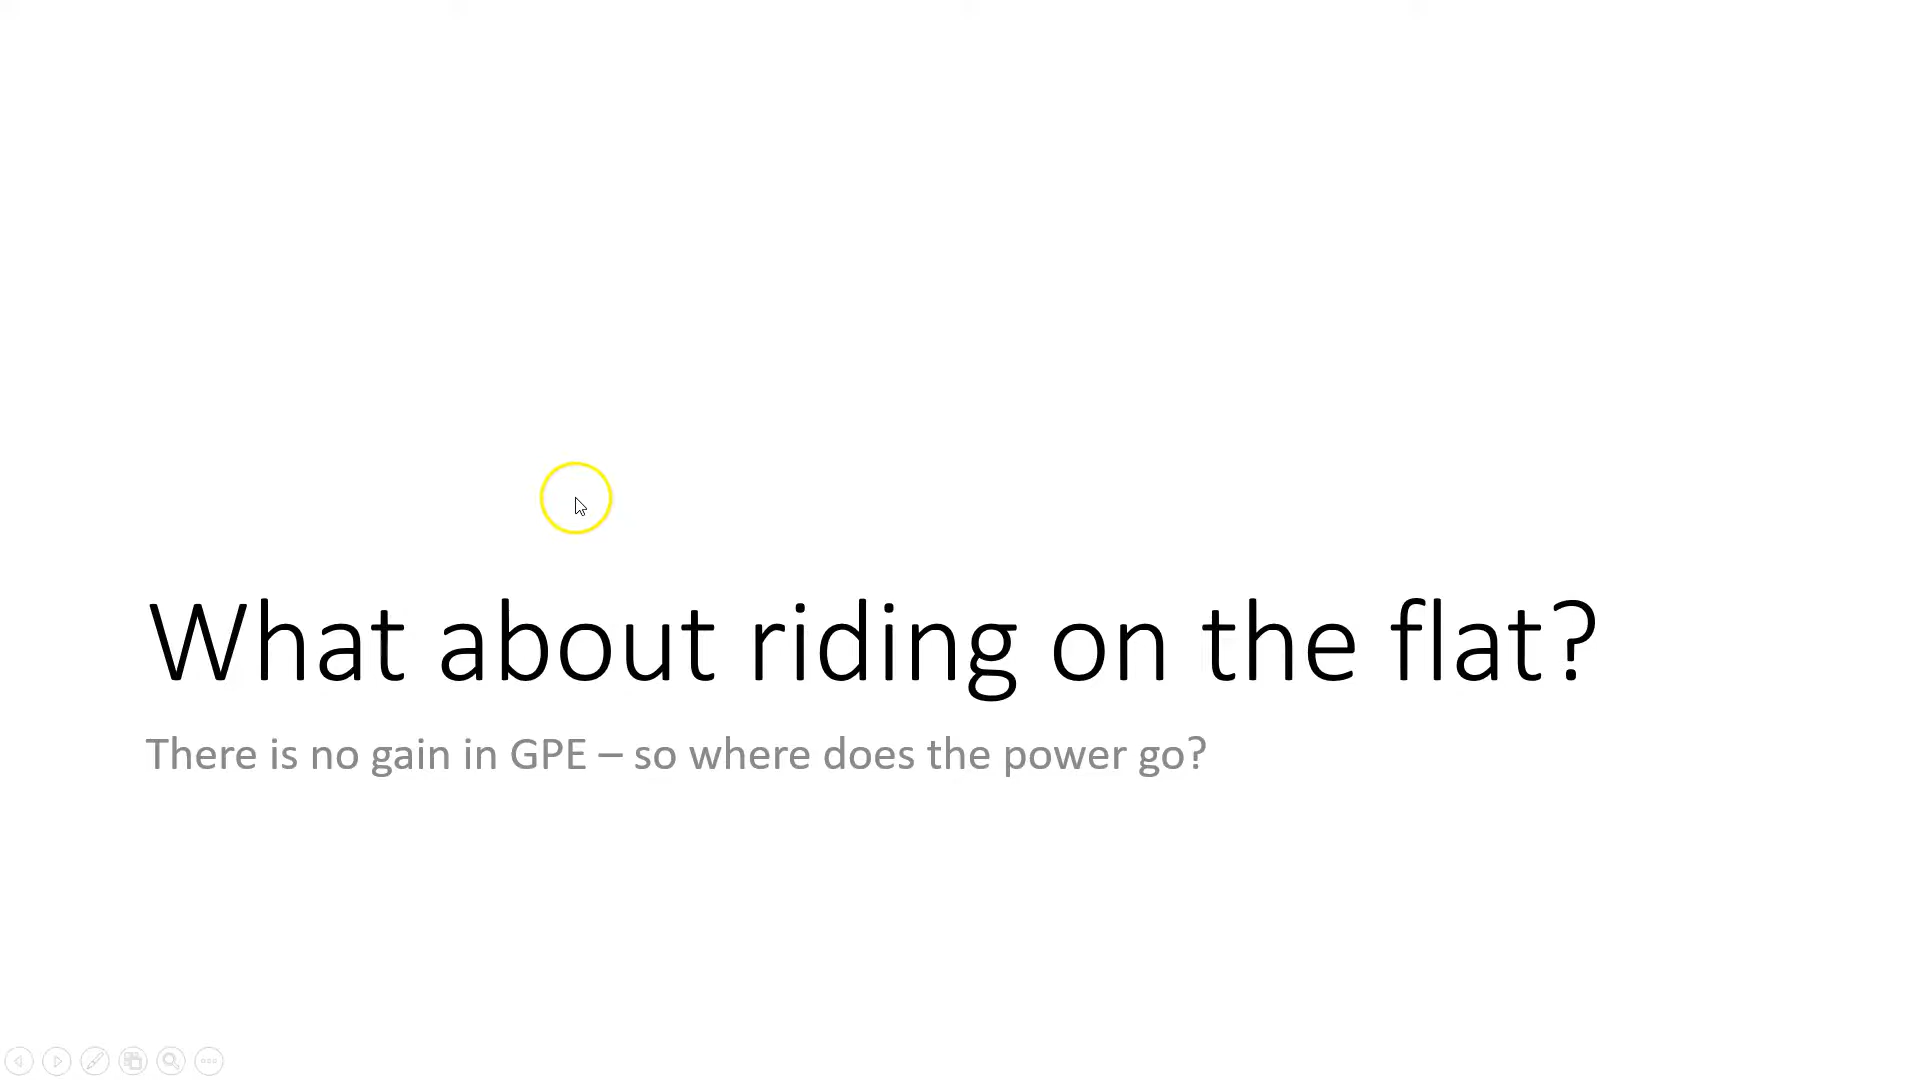 What about riding on the flat?
There is no gain in GPE – so where does the power go?